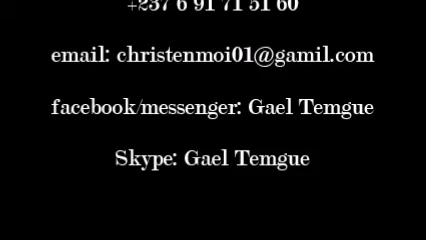 +237 6 91 71 51 60
email: christenmoi01@gamil.com
facebook/messenger: Gael Temgue
Skype: Gael Temgue